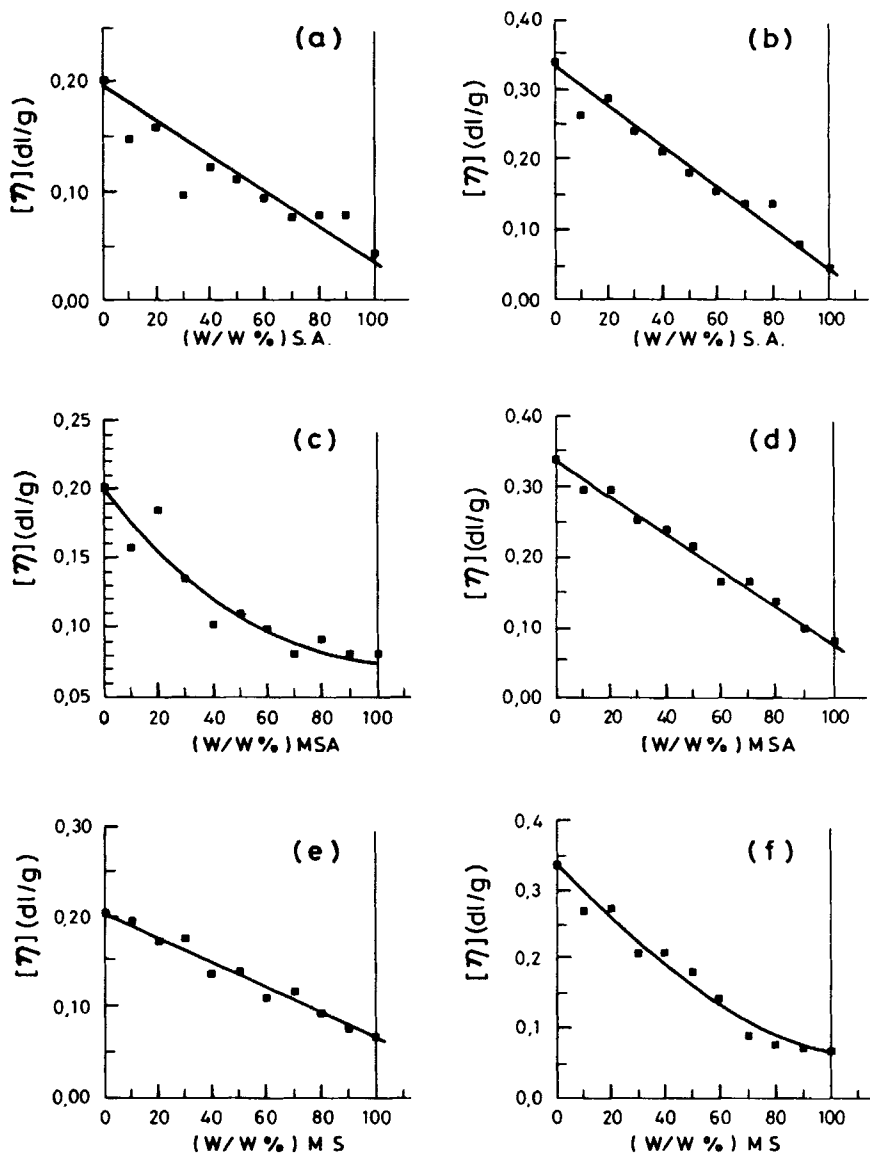 (a)
[η](dl/g)
0,20
0,10
0,00
0 20 40 60 80 100
(W/W%) S.A.
(b)
[η](dl/g)
0,40
0,30
0,20
0,10
0,00
0 20 40 60 80 100
(W/W%) S.A.
(c)
[η](dl/g)
0,25
0,20
0,15
0,10
0,05
0 20 40 60 80 100
(W/W%) MSA
(d)
[η](dl/g)
0,40
0,30
0,20
0,10
0,00
0 20 40 60 80 100
(W/W%) MSA
(e)
[η](dl/g)
0,30
0,20
0,10
0,00
0 20 40 60 80 100
(W/W%) MS
(f)
[η](dl/g)
0,4
0,3
0,2
0,1
0,0
0 20 40 60 80 100
(W/W%) MS